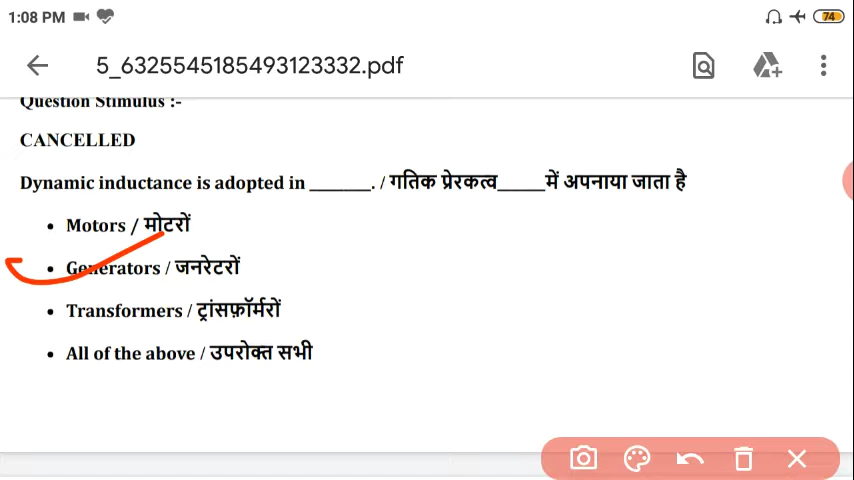 1:08 PM
74
5_6325545185493123332.pdf
Question Stimulus :-
CANCELLED
Dynamic inductance is adopted in _______. / गतिक प्रेरकत्व______में अपनाया जाता है
• Motors / मोटरों
• Generators / जनरेटरों
• Transformers / ट्रांसफ़ॉर्मरों
• All of the above / उपरोक्त सभी